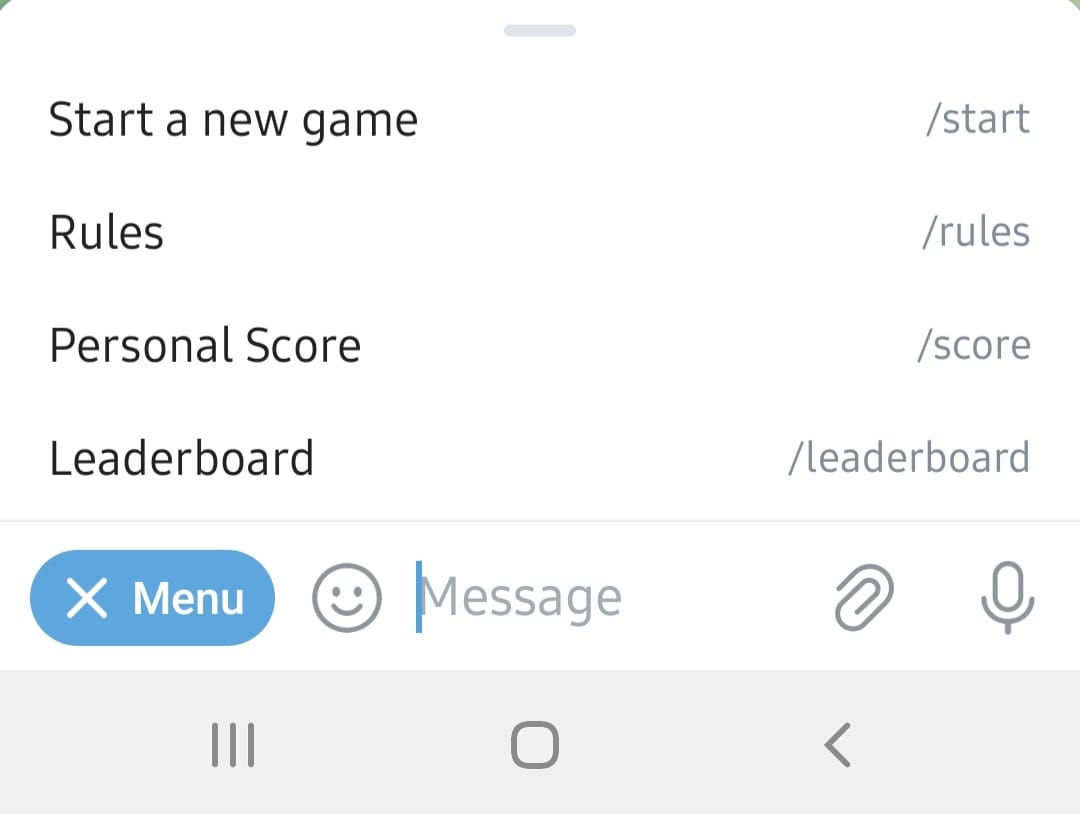 Start a new game /start
Rules /rules
Personal Score /score
Leaderboard /leaderboard
Menu Message